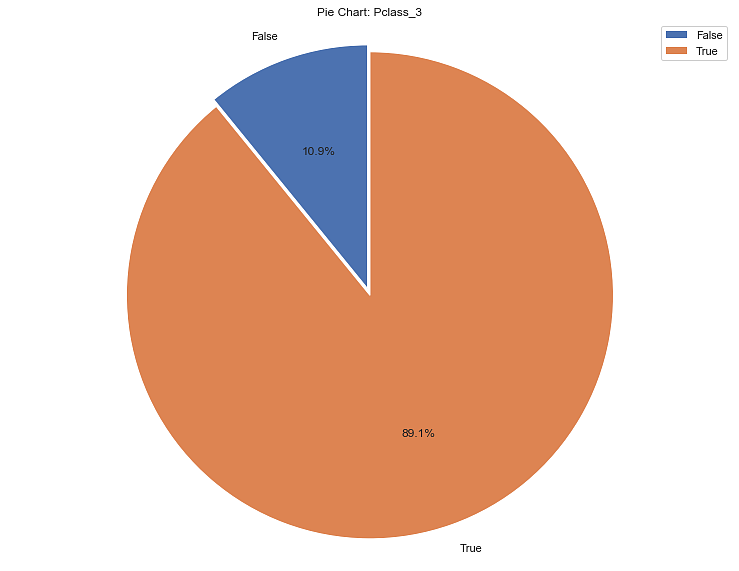 Pie Chart: Pclass_3
False
False
True
10.9%
89.1%
True